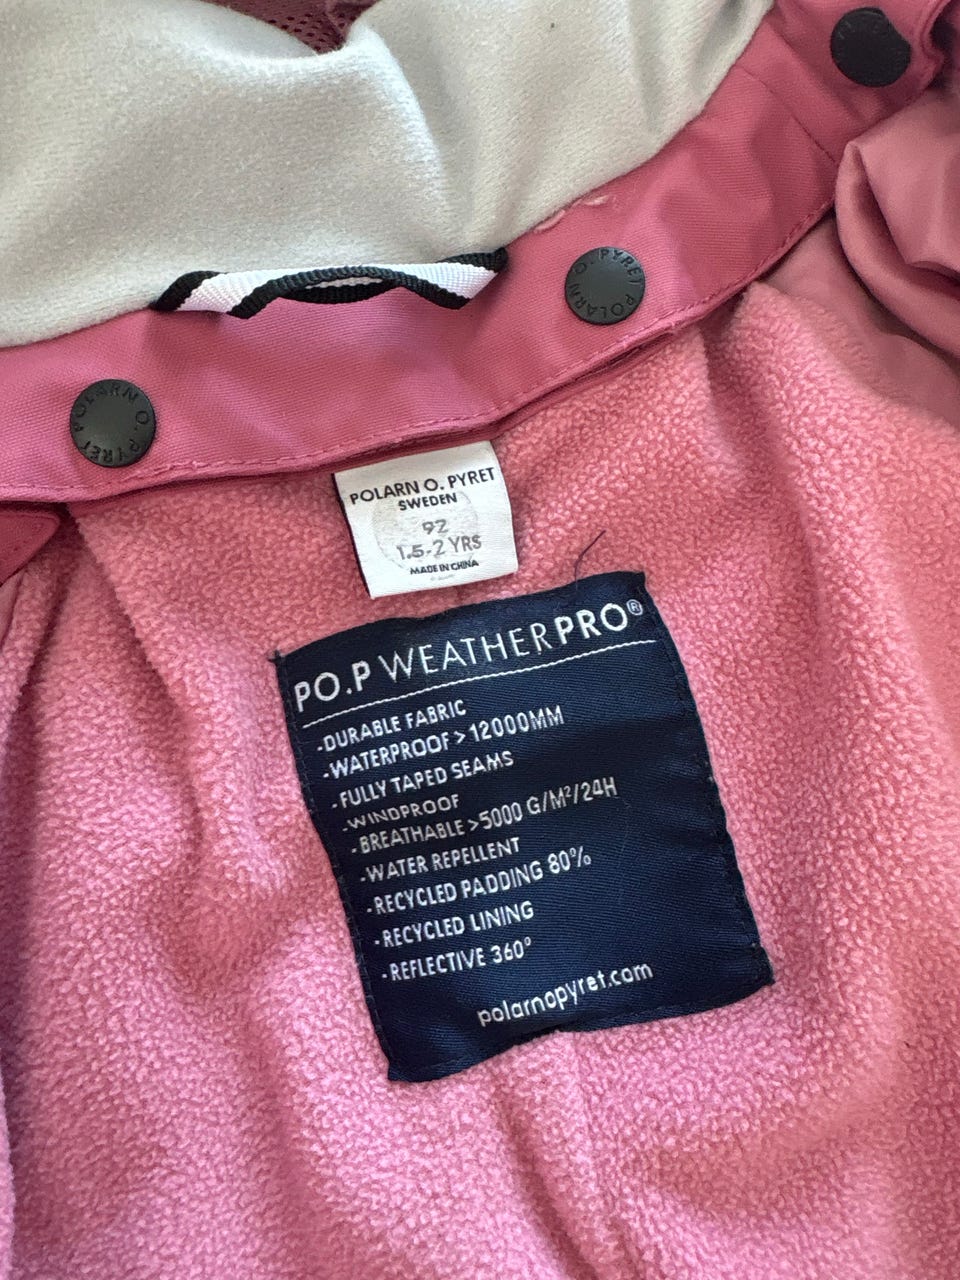 POLARN O. PYRET
POLARN O. PYRET
POLARN O. PYRET
SWEDEN
92
1.5-2 YRS
MADE IN CHINA
PO.P WEATHERPRO®
-DURABLE FABRIC
-WATERPROOF > 12000MM
-FULLY TAPED SEAMS
-WINDPROOF
-BREATHABLE >5000 G/M²/24H
-WATER REPELLENT
-RECYCLED PADDING 80%
-RECYCLED LINING
-REFLECTIVE 360°
polarnopyret.com